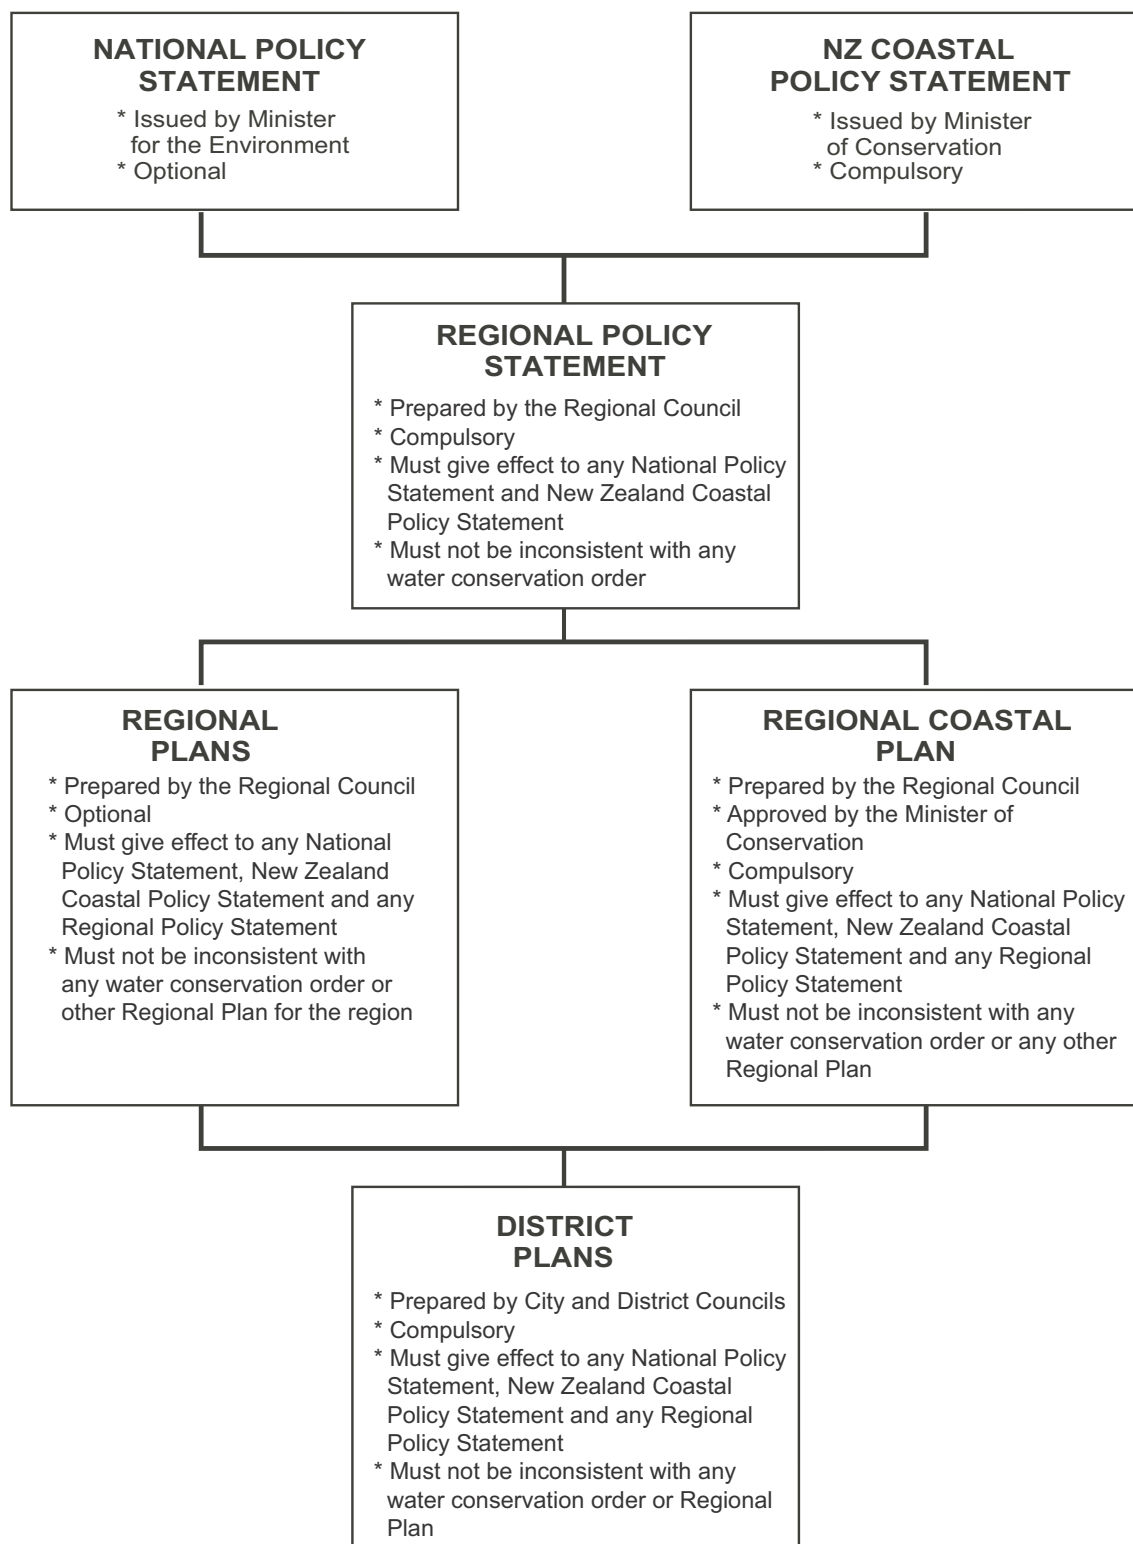 NATIONAL POLICY
STATEMENT
* Issued by Minister
for the Environment
* Optional
NZ COASTAL
POLICY STATEMENT
* Issued by Minister
of Conservation
* Compulsory
REGIONAL POLICY
STATEMENT
* Prepared by the Regional Council
* Compulsory
* Must give effect to any National Policy
Statement and New Zealand Coastal
Policy Statement
* Must not be inconsistent with any
water conservation order
REGIONAL
PLANS
* Prepared by the Regional Council
* Optional
* Must give effect to any National
Policy Statement, New Zealand
Coastal Policy Statement and any
Regional Policy Statement
* Must not be inconsistent with
any water conservation order or
other Regional Plan for the region
REGIONAL COASTAL
PLAN
* Prepared by the Regional Council
* Approved by the Minister of
Conservation
* Compulsory
* Must give effect to any National Policy
Statement, New Zealand Coastal
Policy Statement and any Regional
Policy Statement
* Must not be inconsistent with any
water conservation order or any other
Regional Plan
DISTRICT
PLANS
* Prepared by City and District Councils
* Compulsory
* Must give effect to any National Policy
Statement, New Zealand Coastal
Policy Statement and any Regional
Policy Statement
* Must not be inconsistent with any
water conservation order or Regional
Plan